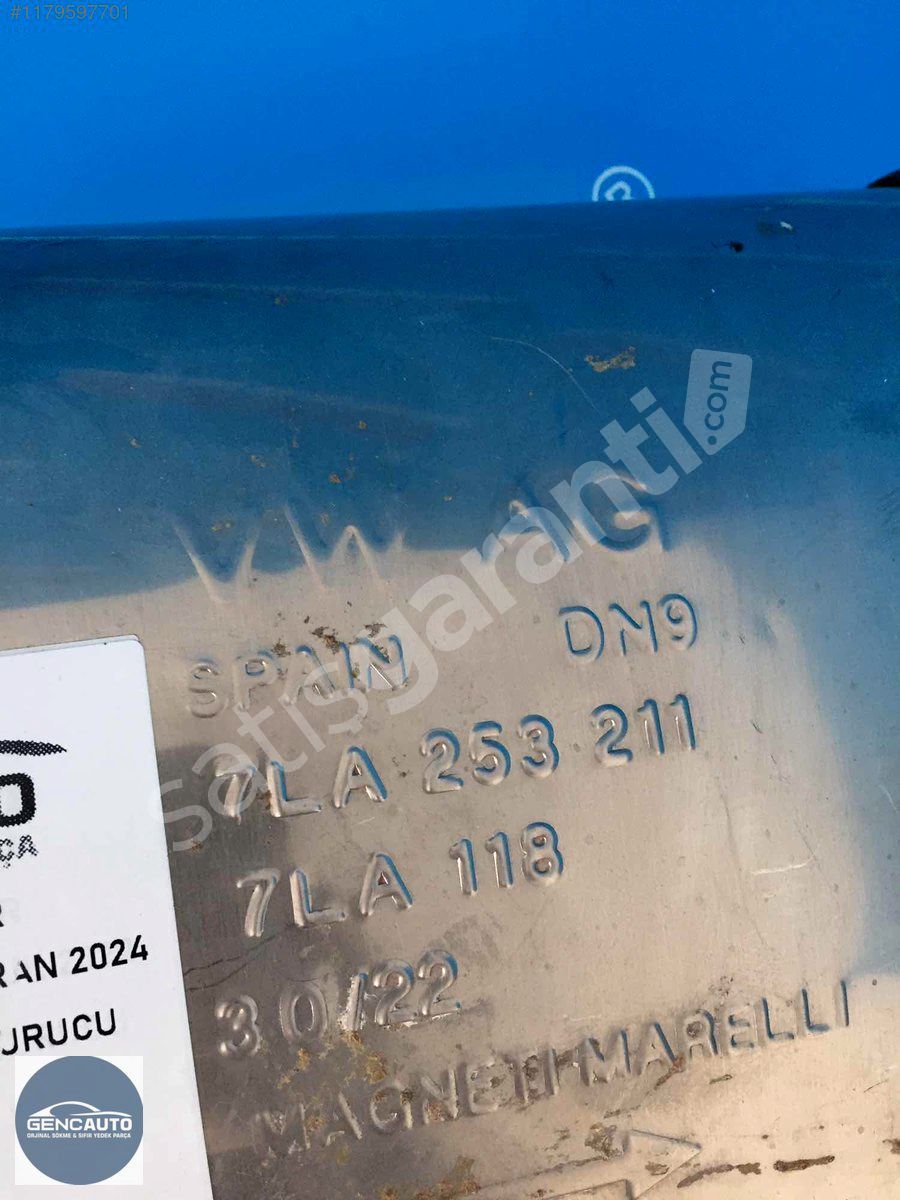 #1179597701
satışgaranti.com
VW AG
SPAIN DN9
7LA 253 211
7LA 118
30/22
MAGNETI MARELLI
RAN 2024
URUCU
GENCAUTO
ORJİNAL SÖKME & SIFIR YEDEK PARÇA